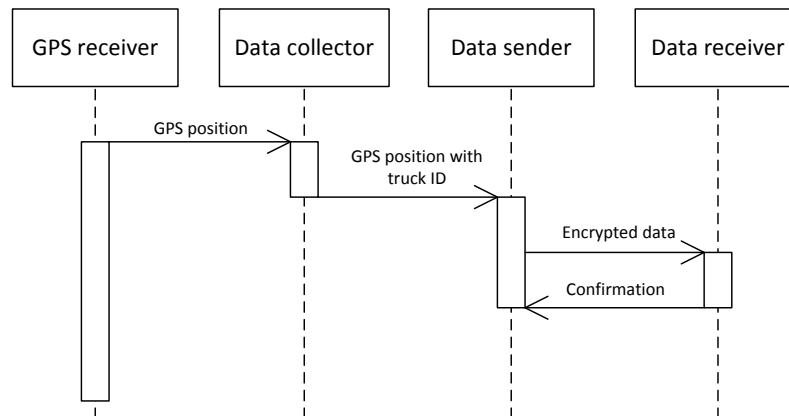 GPS receiver
Data collector
Data sender
Data receiver
GPS position
GPS position with
truck ID
Encrypted data
Confirmation